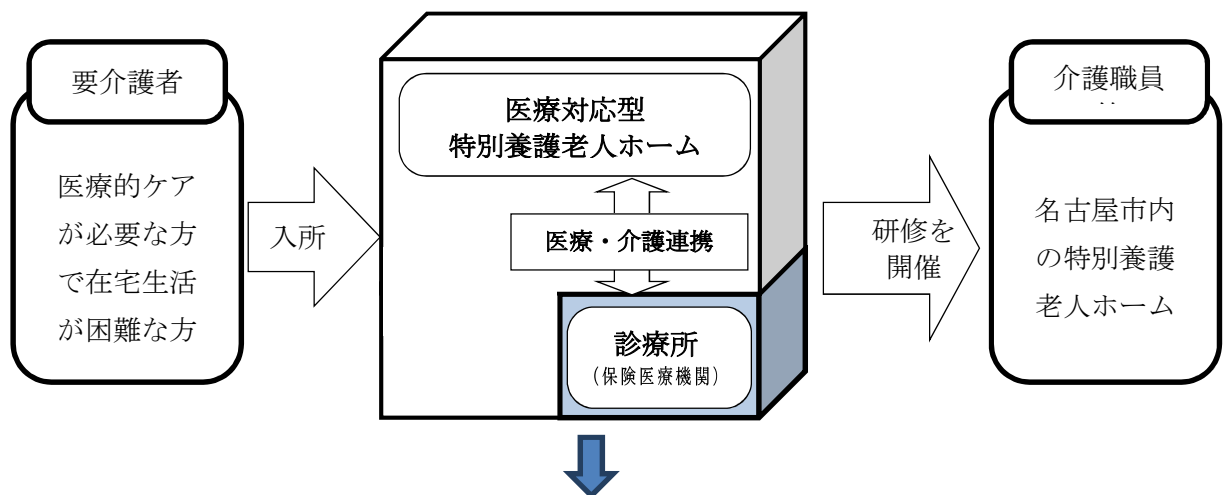 要介護者
医療的ケア
が必要な方
で在宅生活
が困難な方
入所
医療対応型
特別養護老人ホーム
医療・介護連携
診療所
(保険医療機関)
研修を
開催
介護職員
名古屋市内
の特別養護
老人ホーム